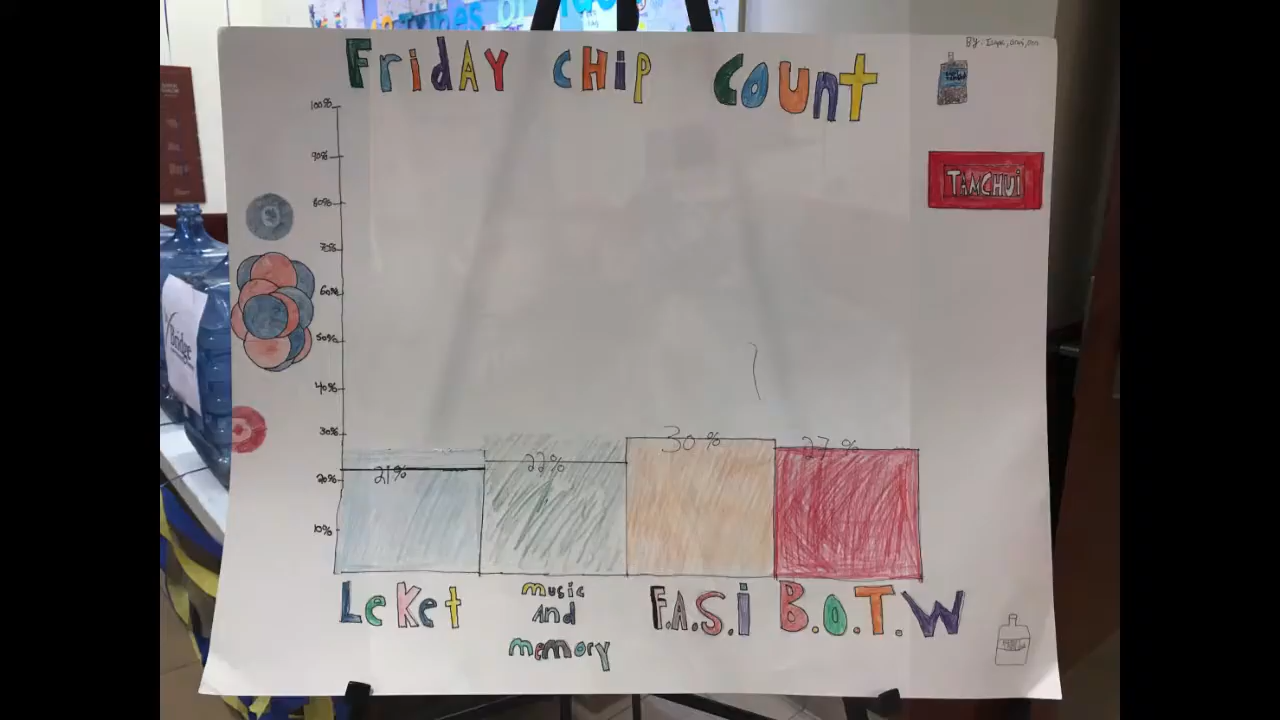 Friday CHIP COUNT
100%
90%
80%
70%
60%
50%
40%
30%
20%
10%
TAMCHUI
21%
22%
30%
27%
LeKet
music
And
memory
F.A.S.i
B.O.T.W
Bridge